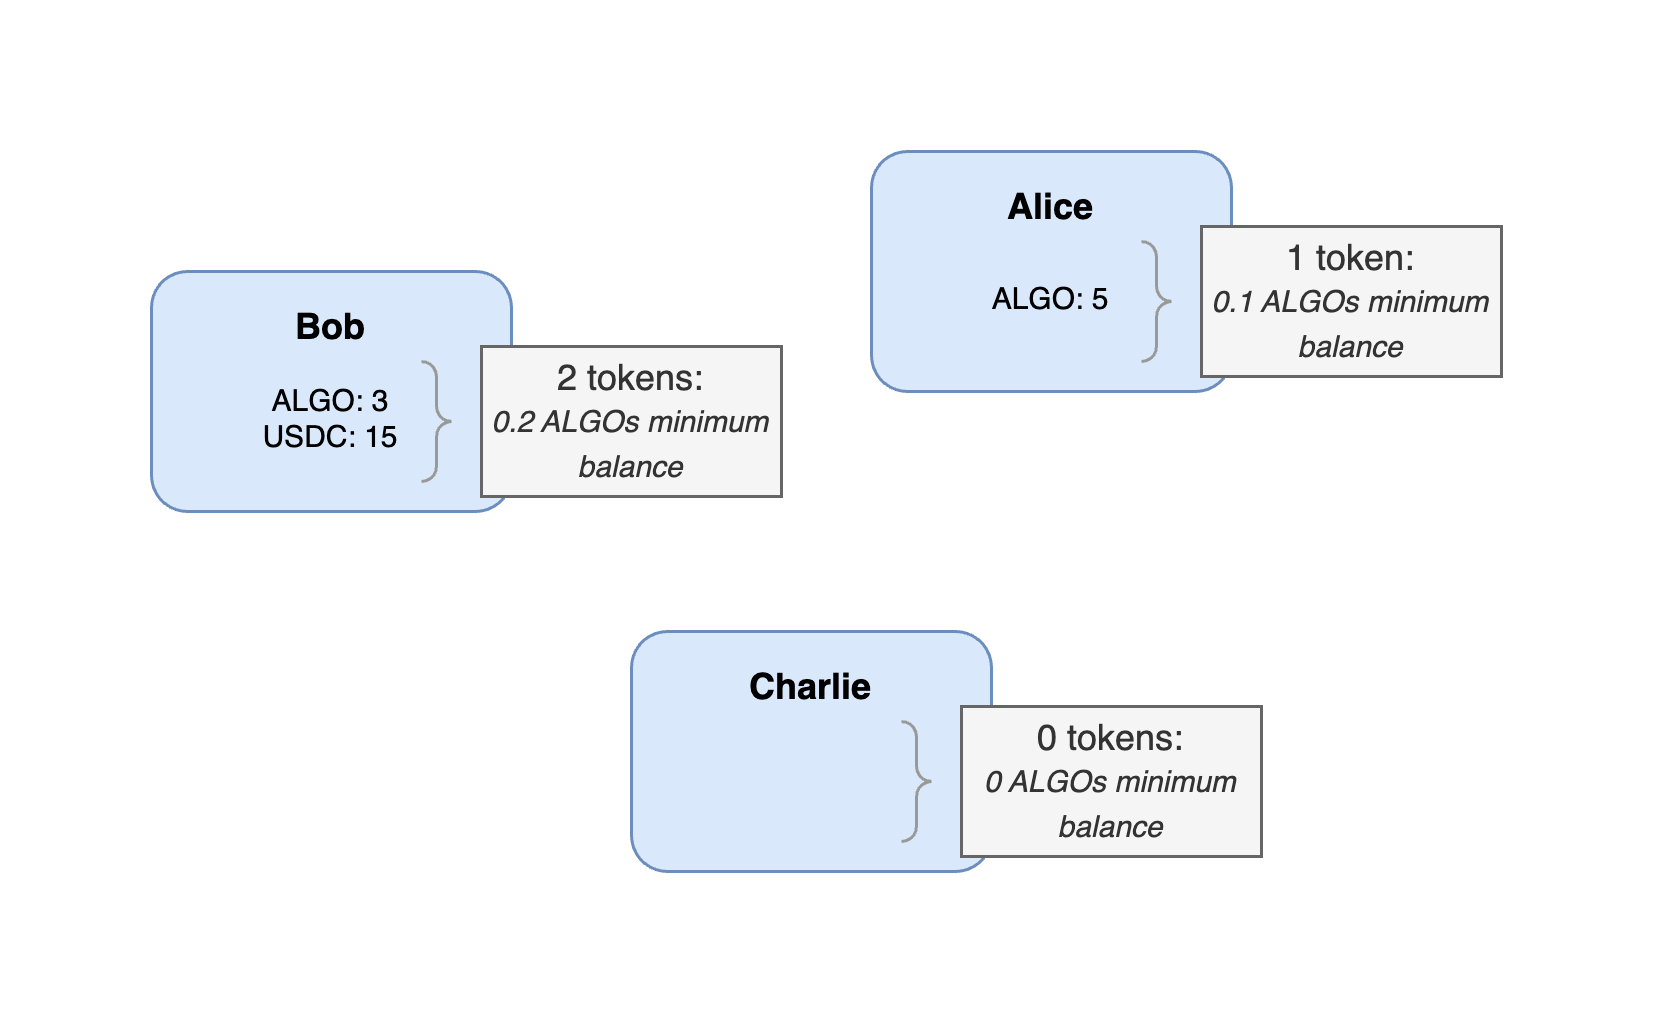 Alice
ALGO: 5
1 token:
0.1 ALGOs minimum
balance
Bob
ALGO: 3
USDC: 15
2 tokens:
0.2 ALGOs minimum
balance
Charlie
0 tokens:
0 ALGOs minimum
balance